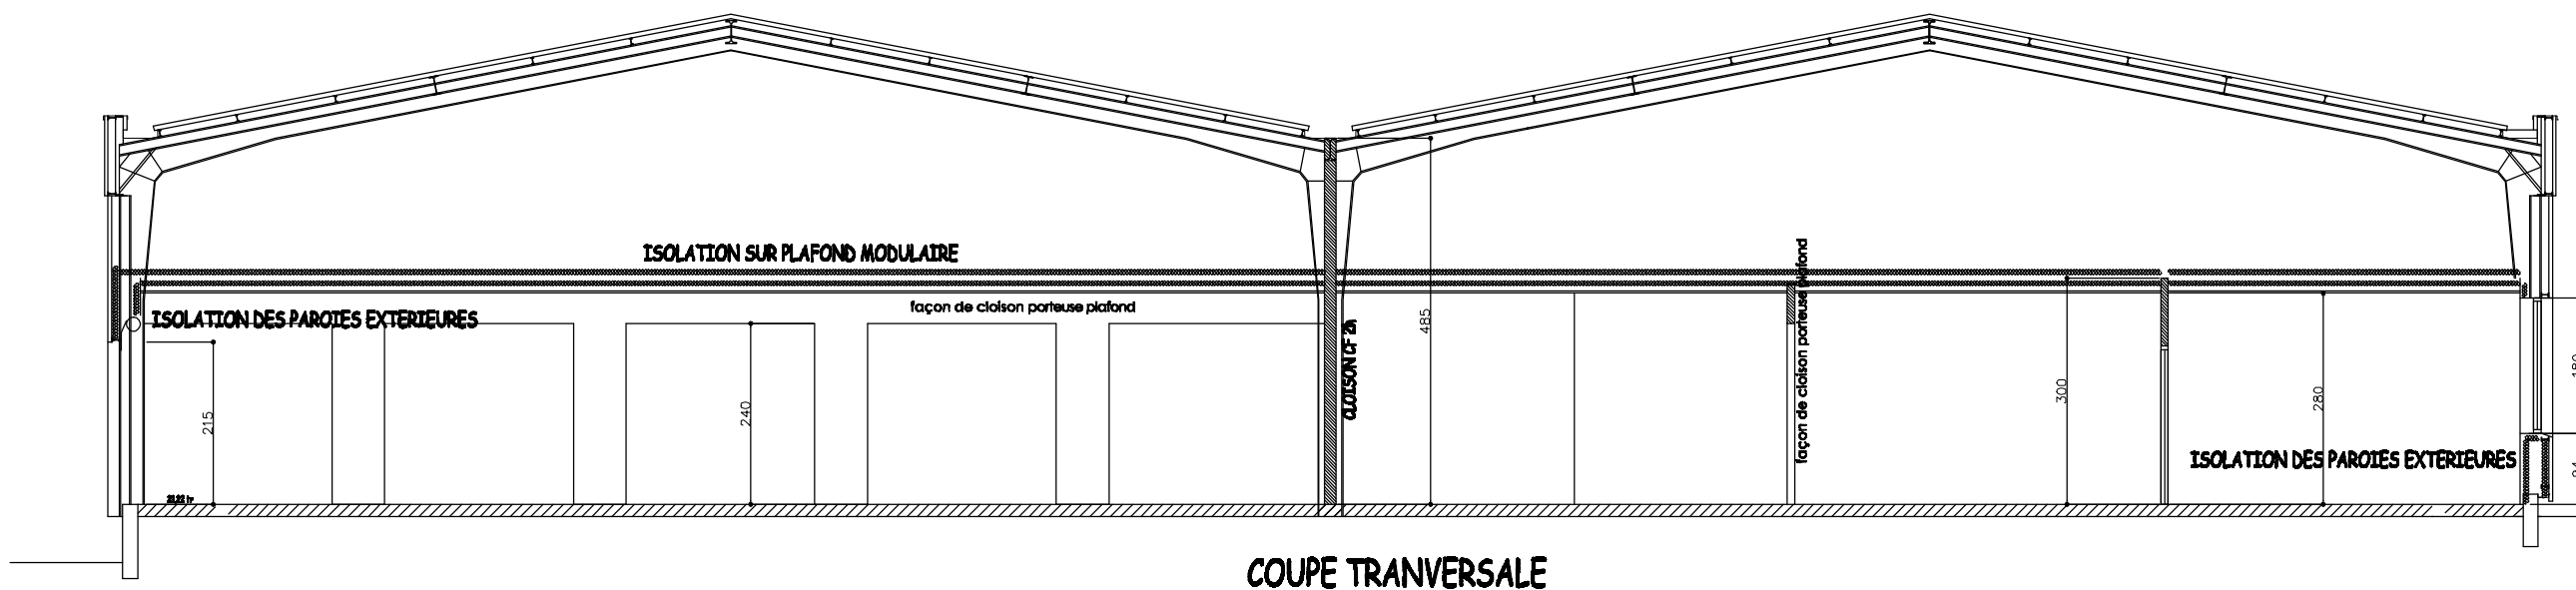 ISOLATION SUR PLAFOND MODULAIRE
façon de cloison porteuse plafond
ISOLATION DES PAROIES EXTERIEURES
215
240
CLOISON CF 2h
485
façon de cloison porteuse plafond
300
280
180
ISOLATION DES PAROIES EXTERIEURES
COUPE TRANVERSALE